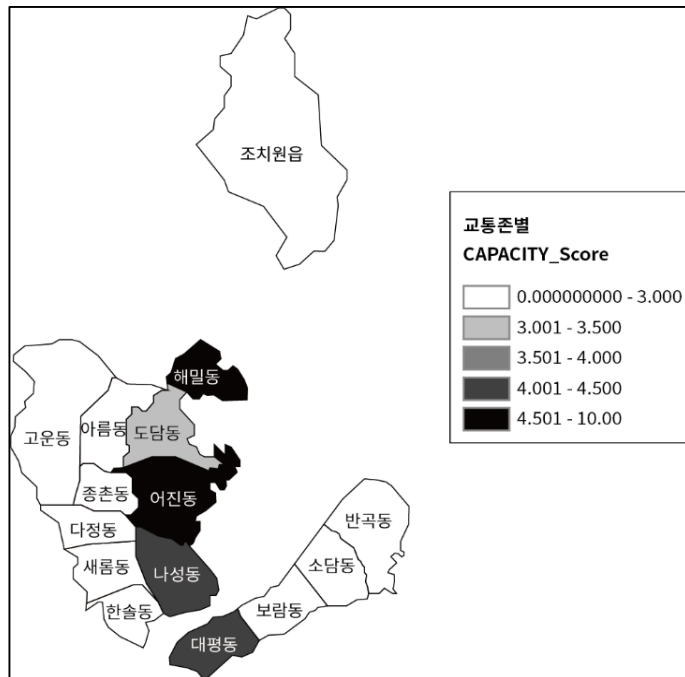 조치원읍
교통존별
CAPACITY_Score
0.000000000 - 3.000
3.001 - 3.500
3.501 - 4.000
4.001 - 4.500
4.501 - 10.00
해밀동
고운동
아름동
도담동
종촌동
어진동
다정동
새롬동
나성동
한솔동
반곡동
소담동
보람동
대평동